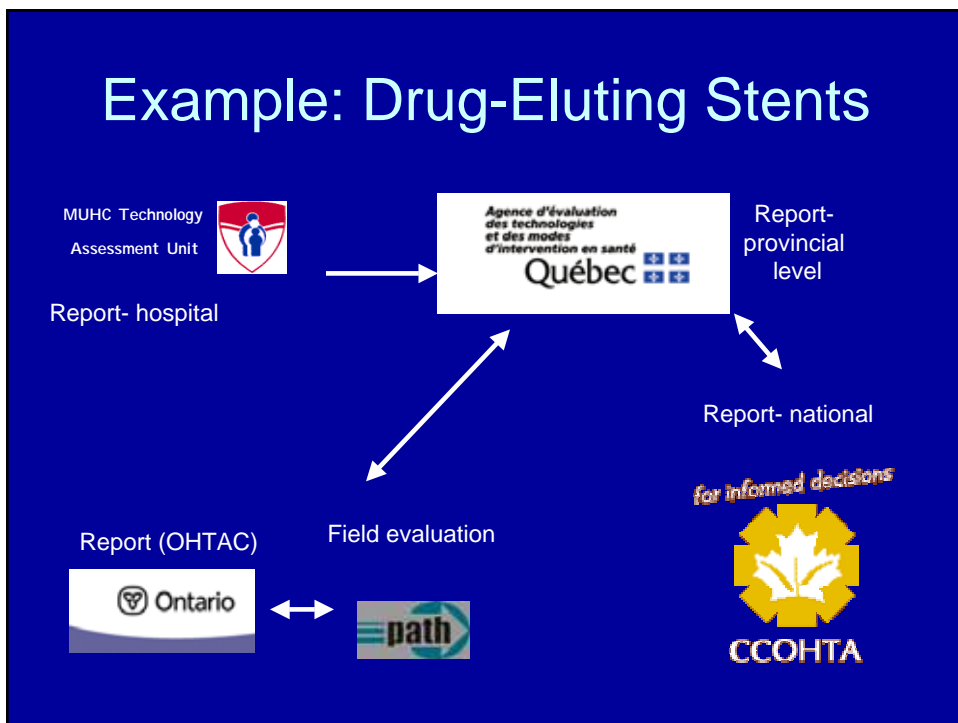 Example: Drug-Eluting Stents
MUHC Technology
Assessment Unit
Report- hospital
Agence d'évaluation
des technologies
et des modes
d'intervention en santé
Québec
Report-
provincial
level
Report- national
for informed decisions
CCOHTA
Field evaluation
path
Report (OHTAC)
Ontario